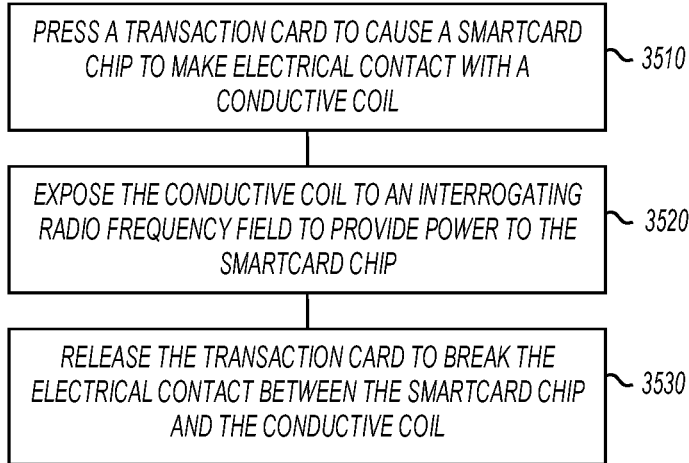 PRESS A TRANSACTION CARD TO CAUSE A SMARTCARD
CHIP TO MAKE ELECTRICAL CONTACT WITH A
CONDUCTIVE COIL
3510
EXPOSE THE CONDUCTIVE COIL TO AN INTERROGATING
RADIO FREQUENCY FIELD TO PROVIDE POWER TO THE
SMARTCARD CHIP
3520
RELEASE THE TRANSACTION CARD TO BREAK THE
ELECTRICAL CONTACT BETWEEN THE SMARTCARD CHIP
AND THE CONDUCTIVE COIL
3530